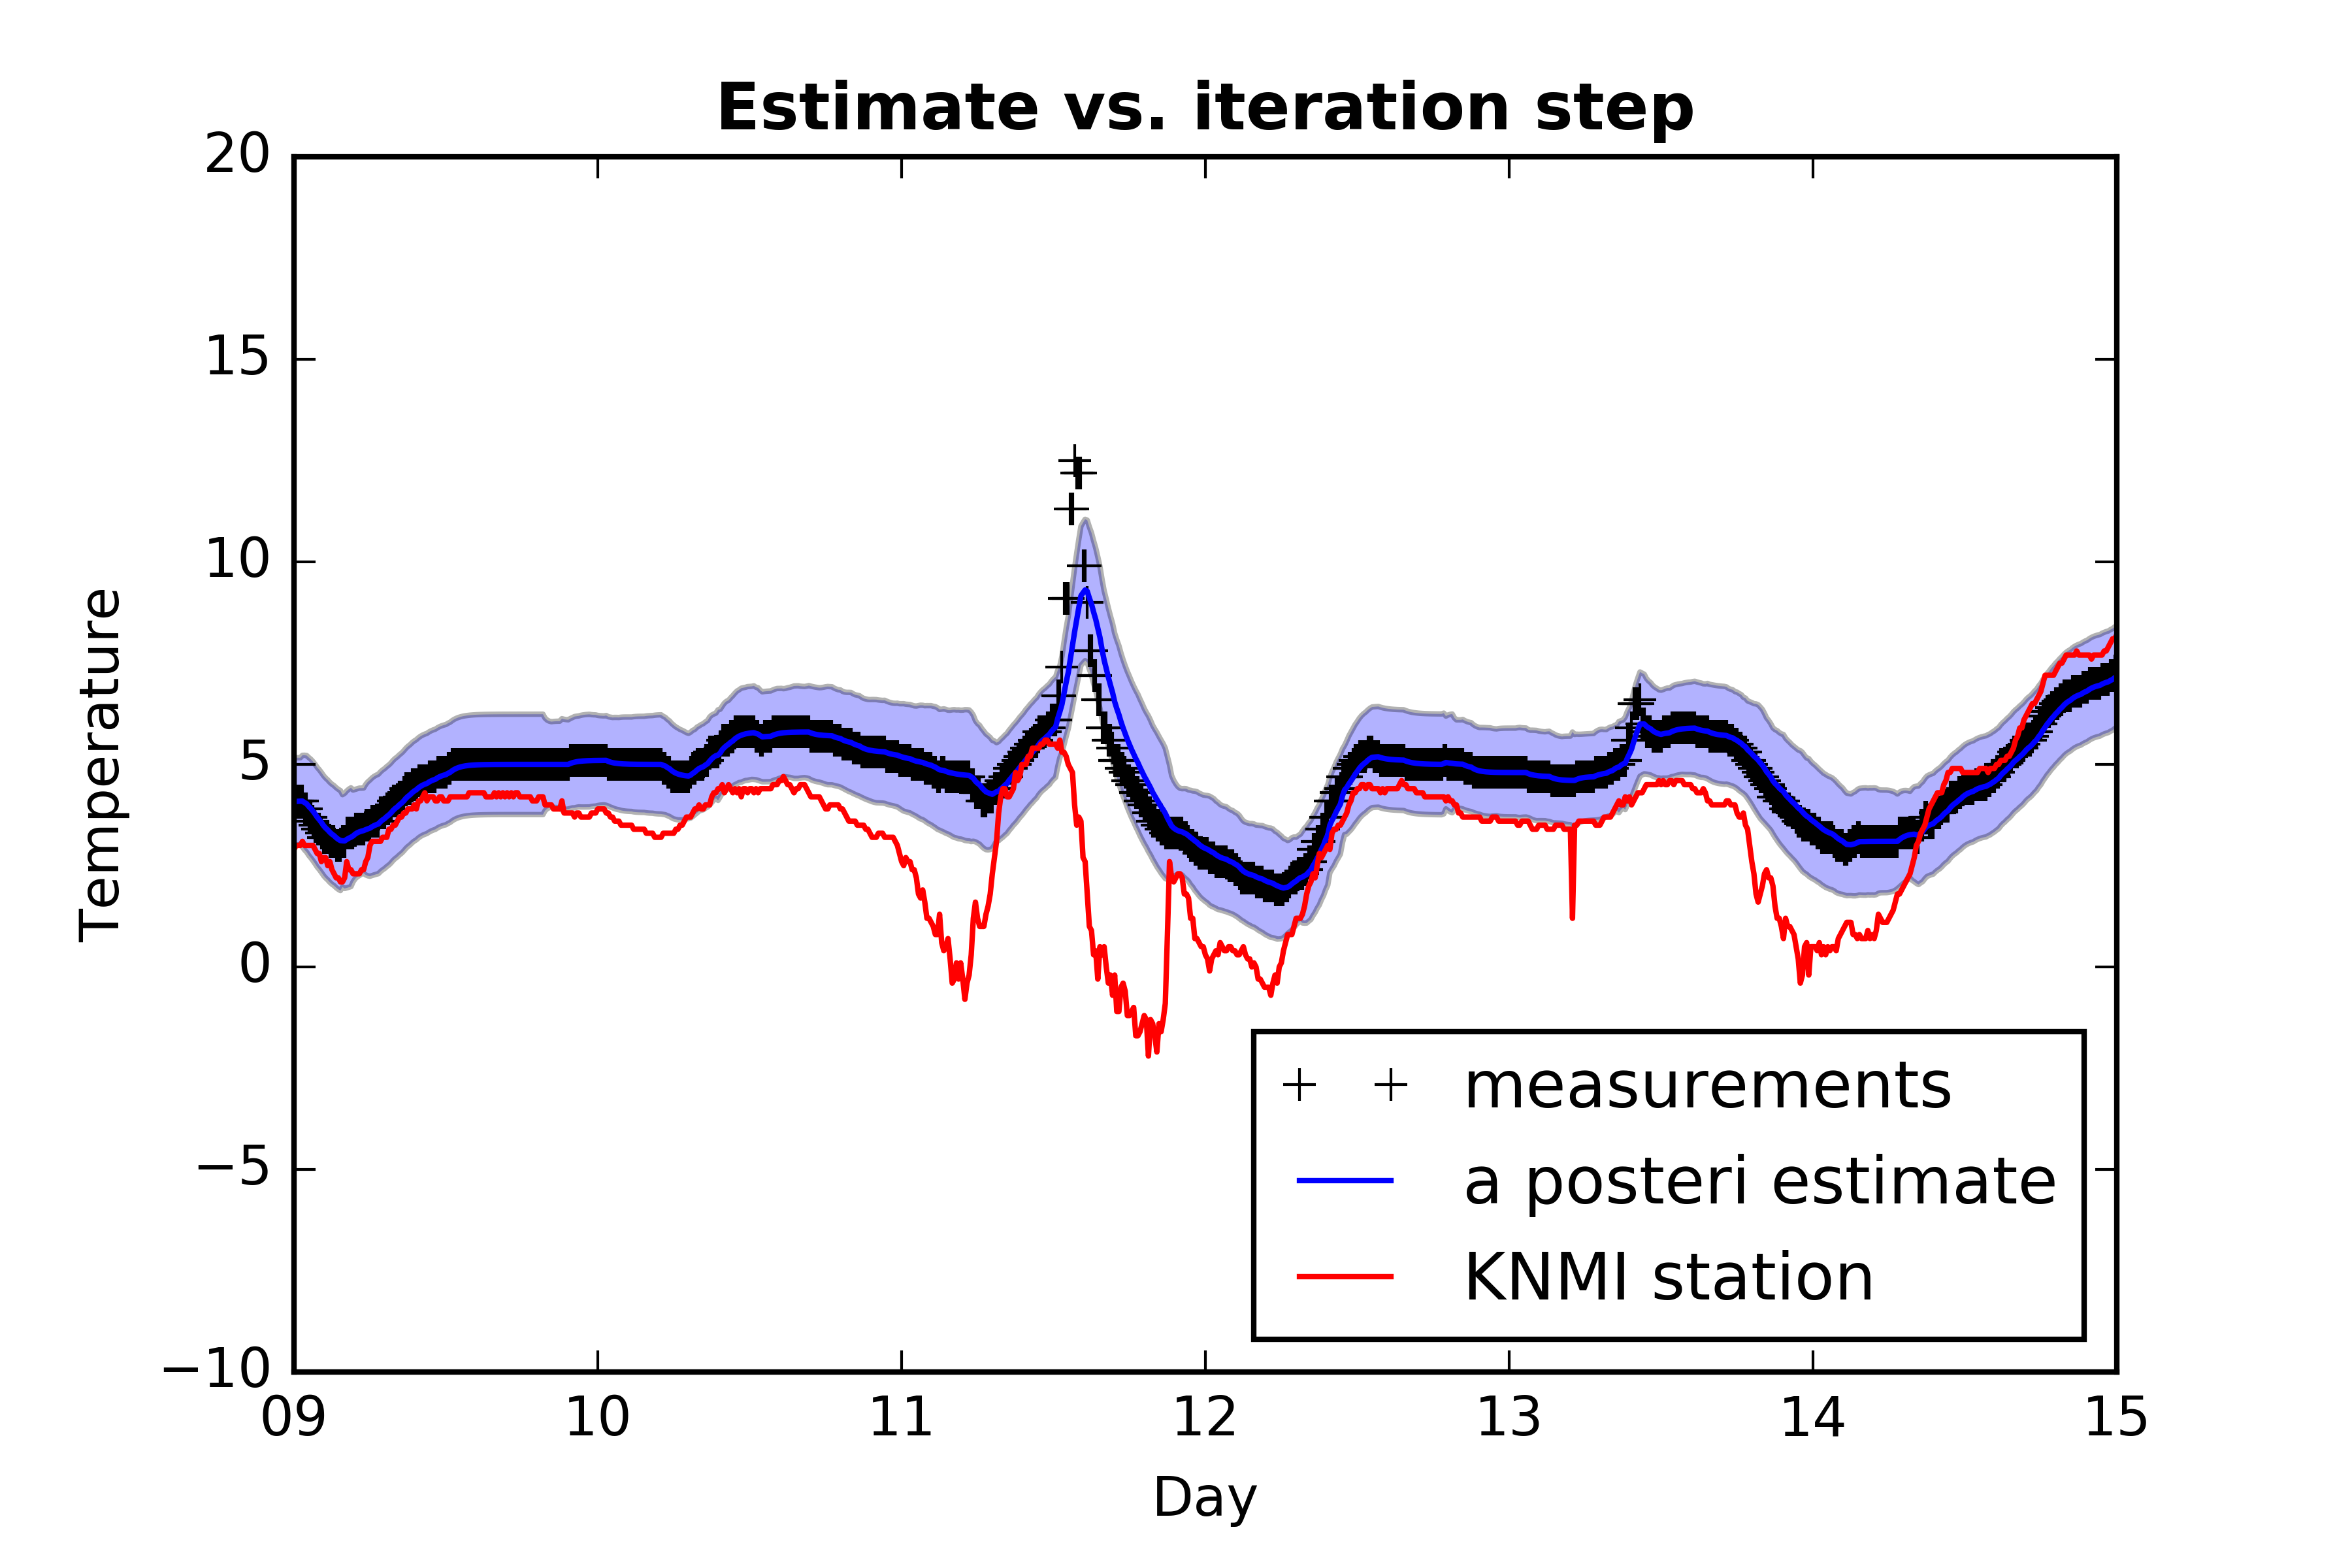 Estimate vs. iteration step
20
15
10
5
0
−5
−10
Temperature
measurements
a posteri estimate
KNMI station
09 10 11 12 13 14 15
Day